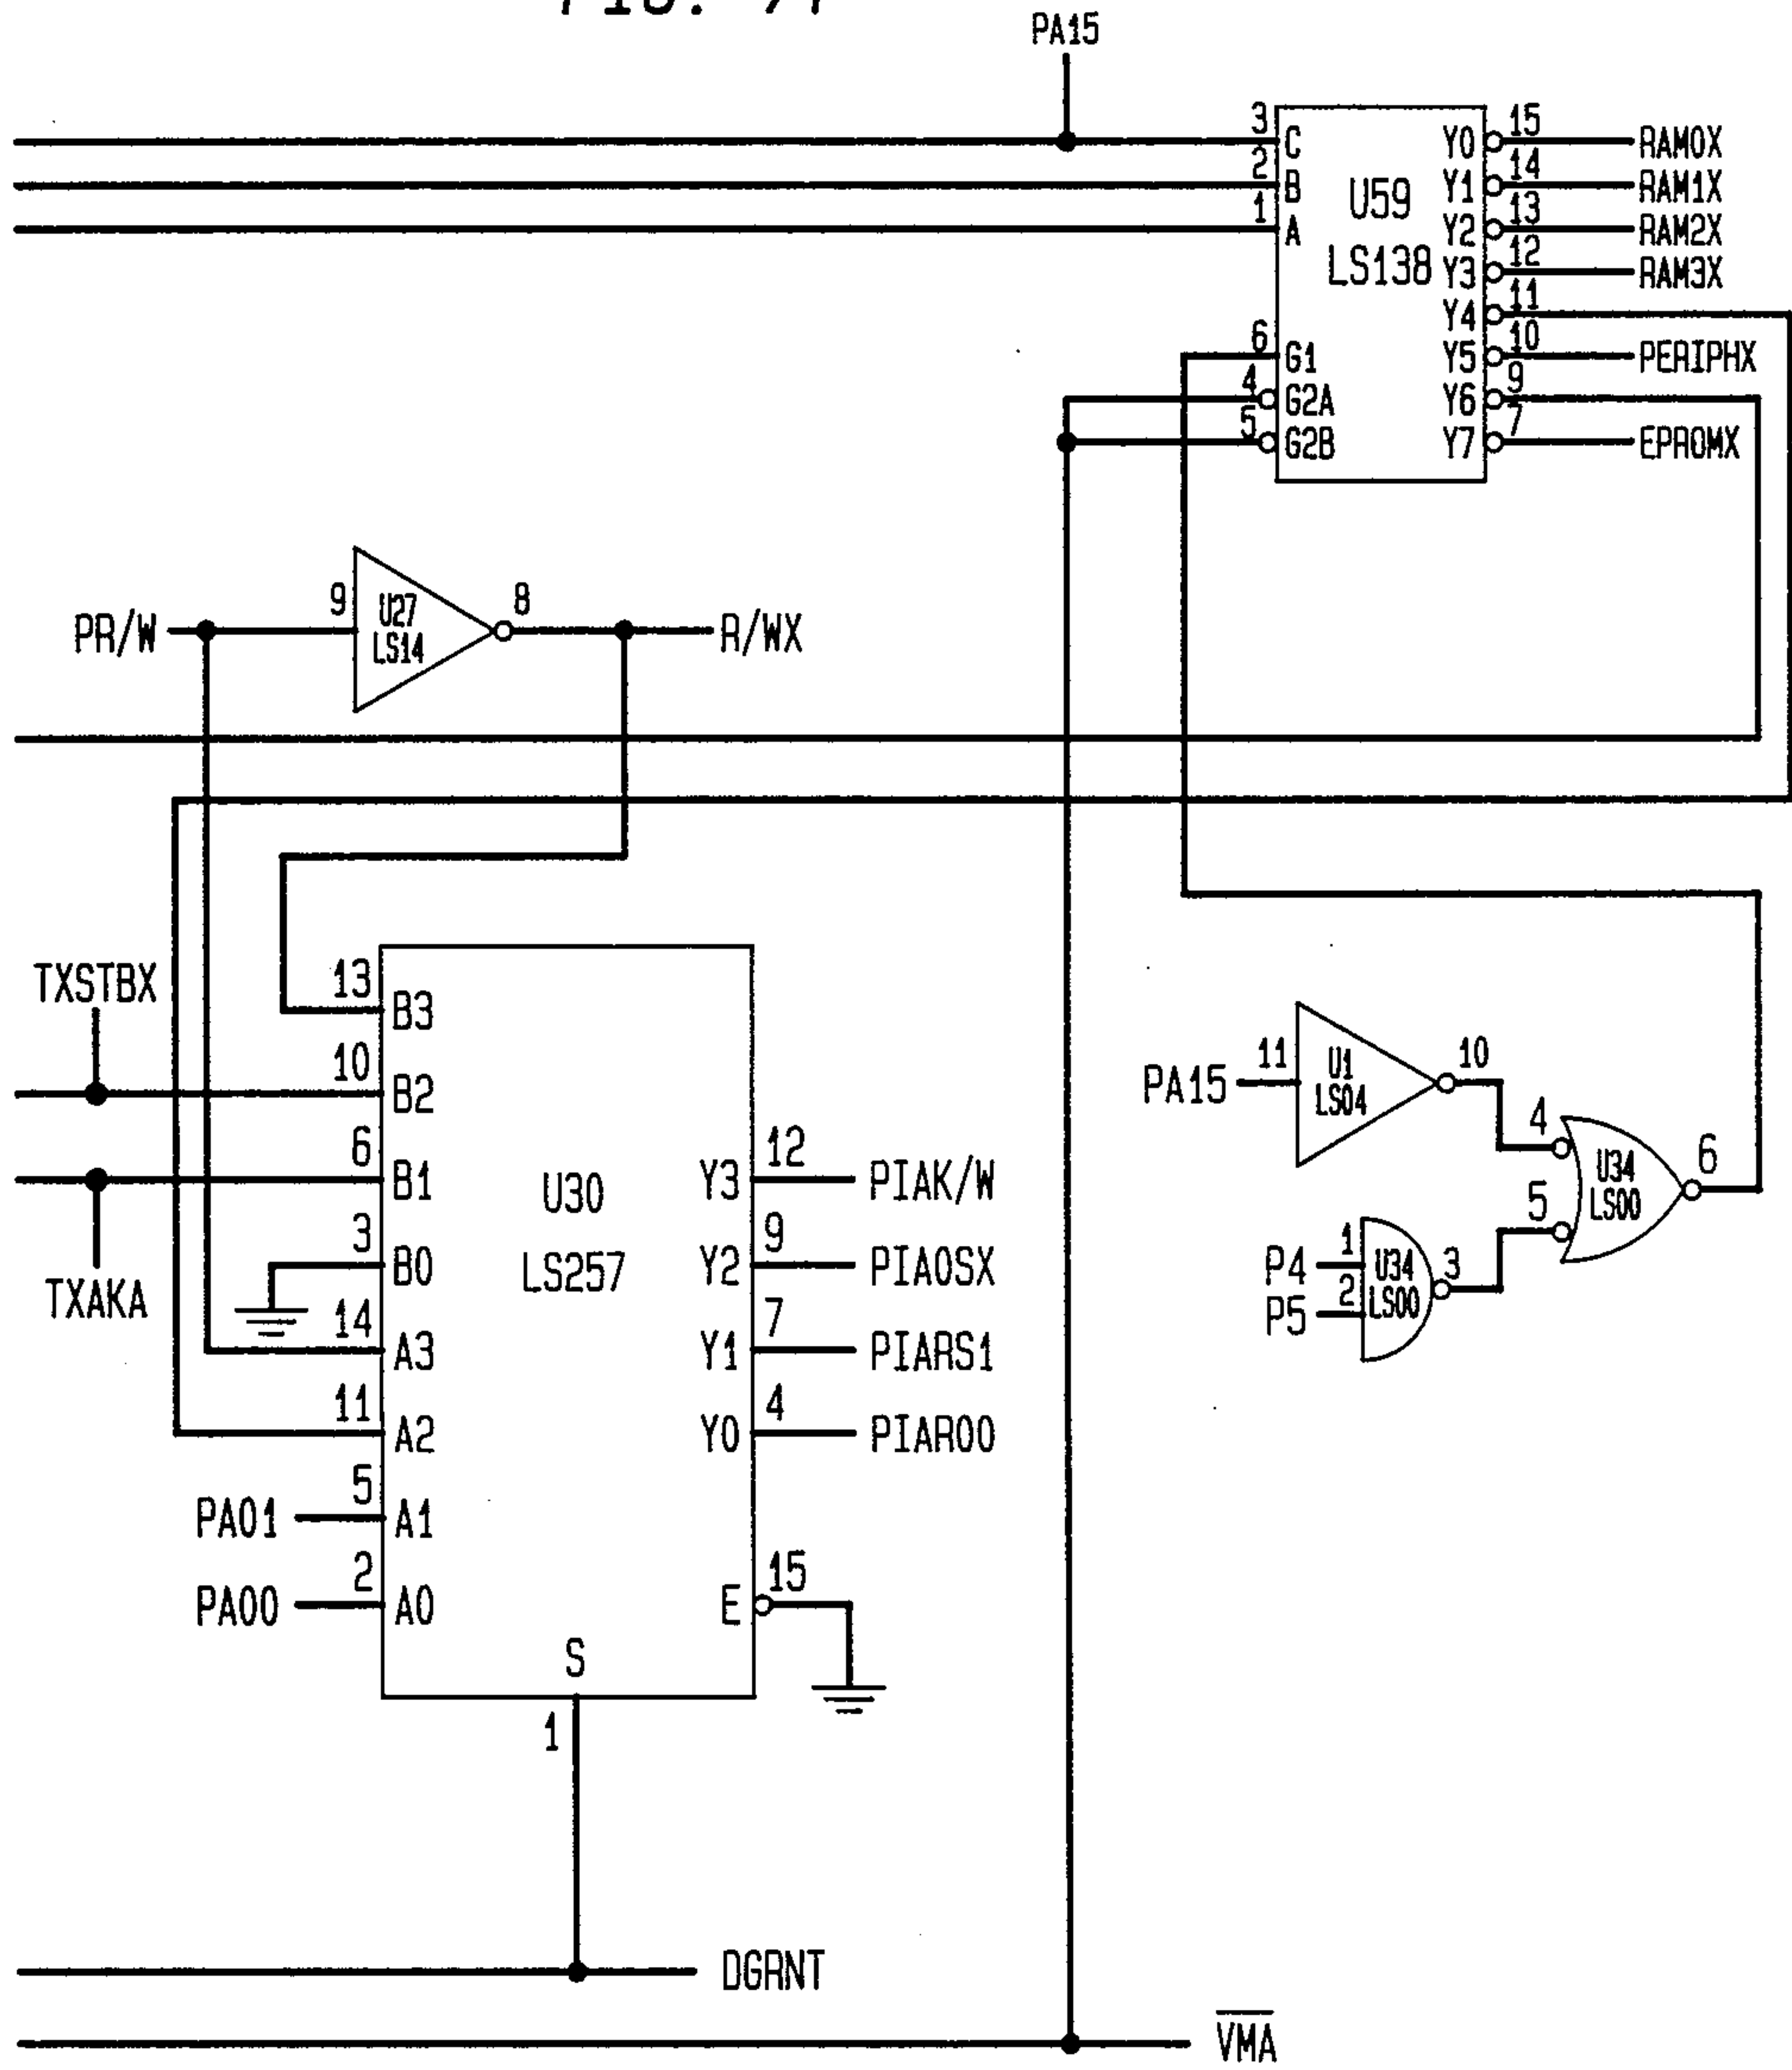 PA15
3 C Y0 15 RAM0X
2 B Y1 14 RAM1X
1 A U59 Y2 13 RAM2X
LS138 Y3 12 RAM3X
Y4 11
6 G1 Y5 10 PERIPHX
4 G2A Y6 9
5 G2B Y7 7 EPROMX
PR/W 9 U27 LS14 8 R/WX
TXSTBX
13 B3
10 B2
6 B1
TXAKA
3 B0
14 A3
11 A2
PA01 5 A1
PA00 2 A0
U30
LS257
Y3 12 PIAK/W
Y2 9 PIA0SX
Y1 7 PIARS1
Y0 4 PIAR00
E 15
S
1
PA15 11 U1 LS04 10
4 U34 LS00 6
5
P4 1 U34 LS00 3
P5 2
DGRNT
VMA